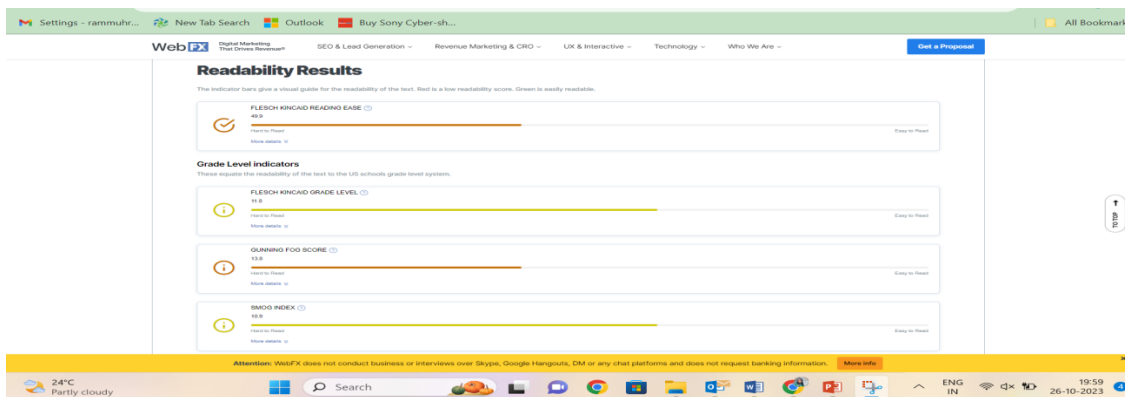 Settings - rammuhr... New Tab Search Outlook Buy Sony Cyber-sh... All Bookmark
WebFX Digital Marketing That Drives Revenue® SEO & Lead Generation Revenue Marketing & CRO UX & Interactive Technology Who We Are Get a Proposal
Readability Results
The indicator bars give a visual guide for the readability of the text. Red is a low readability score. Green is easily readable.
FLESCH KINCAID READING EASE
49.9
Hard to Read Easy to Read
More details
Grade Level indicators
These equate the readability of the text to the US schools grade level system.
FLESCH KINCAID GRADE LEVEL
Hard to Read Easy to Read
More details
GUNNING FOG SCORE
Hard to Read Easy to Read
More details
SMOG INDEX
Hard to Read Easy to Read
More details
TO TOP
Attention: WebFX does not conduct business or interviews over Skype, Google Hangouts, DM or any chat platforms and does not request banking information. More Info
24°C Search ENG 19:59
Partly cloudy IN 26-10-2023